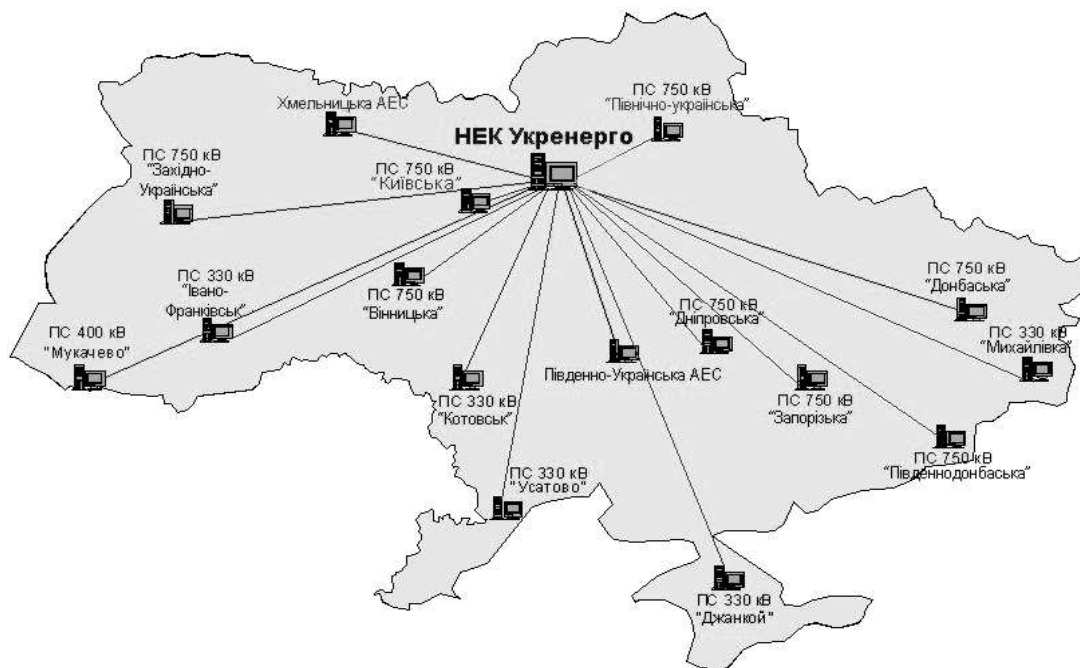 ПС 750 кВ
“Північно-українська”
Хмельницька АЕС
НЕК Укренерго
ПС 750 кВ
“Західно-
Українська”
ПС 750 кВ
“Київська”
ПС 330 кВ
“Івано-
Франківськ”
ПС 750 кВ
“Вінницька”
ПС 750 кВ
“Донбаська”
ПС 750 кВ
“Дніпровська”
ПС 400 кВ
“Мукачево”
ПС 330 кВ
“Михайлівка”
Південно-Українська АЕС
ПС 330 кВ
“Котовськ”
ПС 750 кВ
“Запорізька”
ПС 750 кВ
“Південнодонбаська”
ПС 330 кВ
"Усатово"
ПС 330 кВ
"Джанкой"